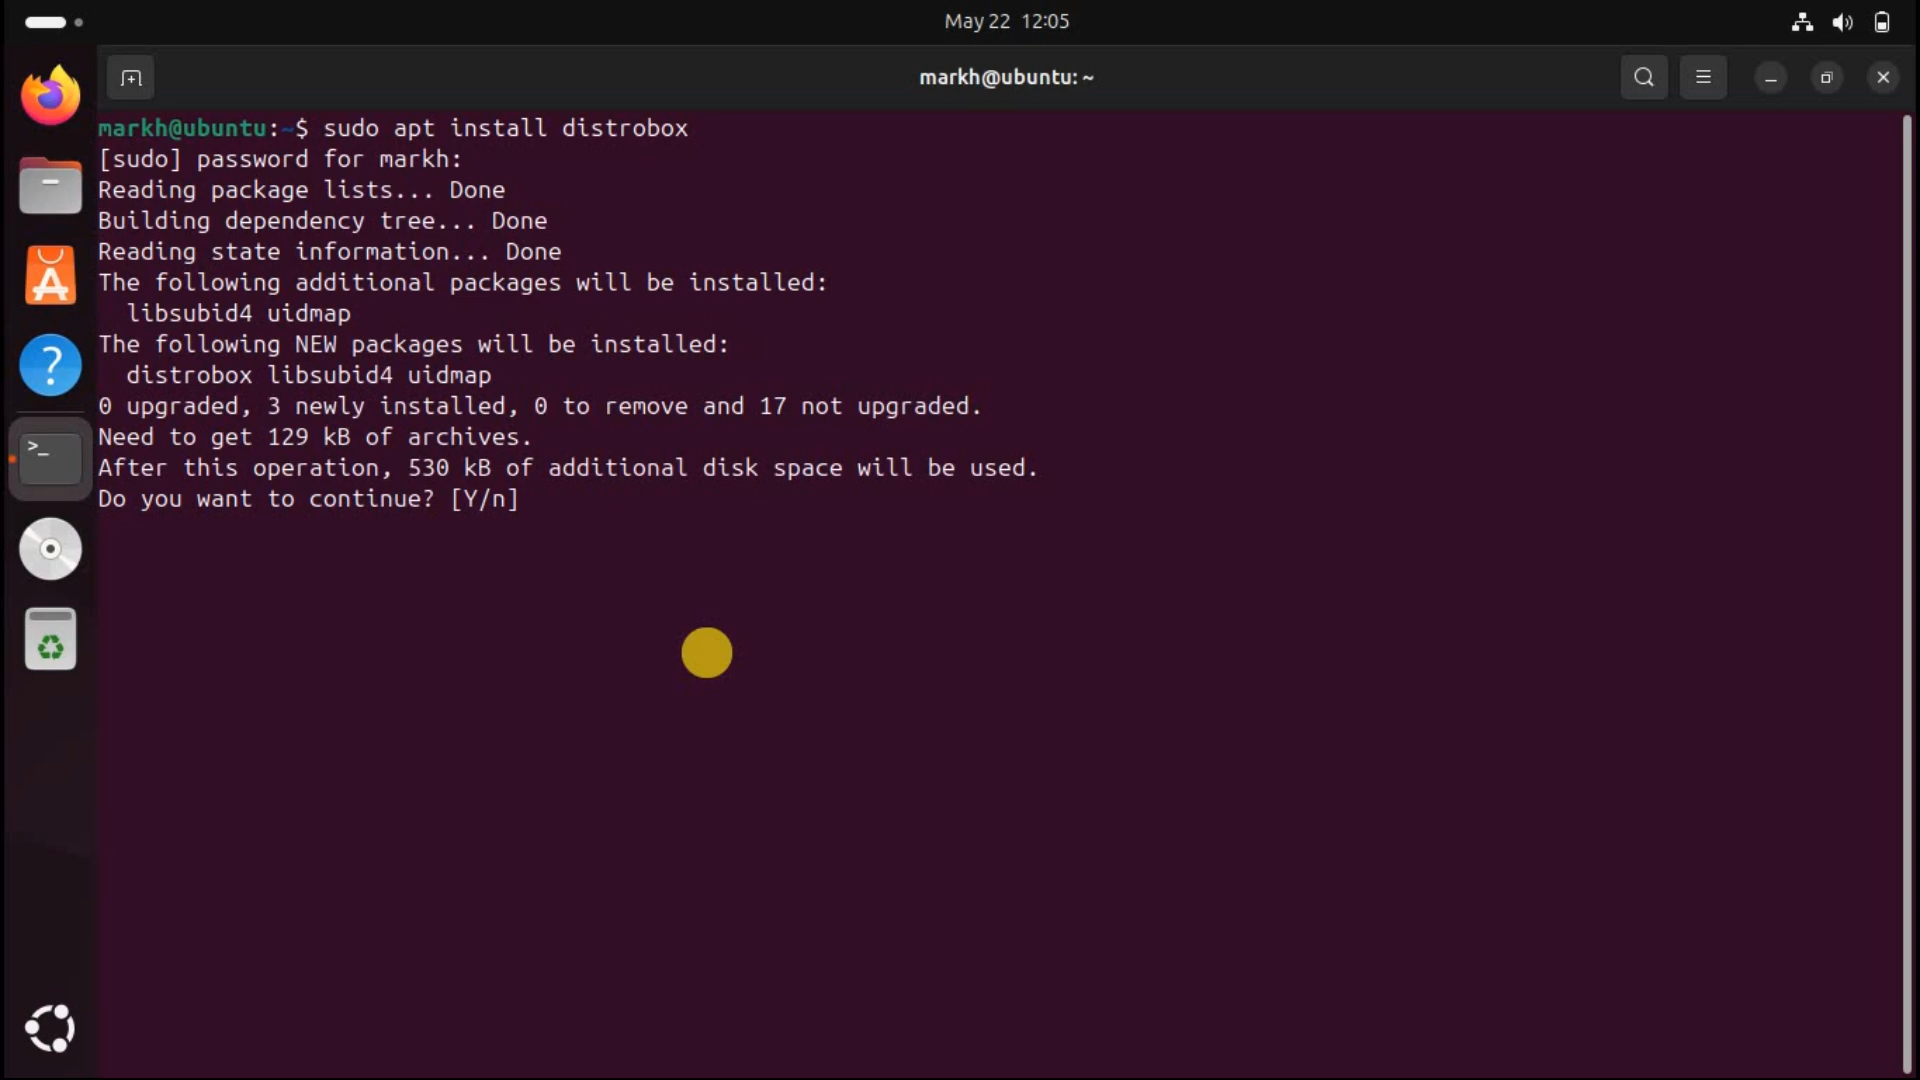 May 22 12:05
markh@ubuntu: ~
markh@ubuntu:~$ sudo apt install distrobox
[sudo] password for markh:
Reading package lists... Done
Building dependency tree... Done
Reading state information... Done
The following additional packages will be installed:
libsubid4 uidmap
The following NEW packages will be installed:
distrobox libsubid4 uidmap
0 upgraded, 3 newly installed, 0 to remove and 17 not upgraded.
Need to get 129 kB of archives.
After this operation, 530 kB of additional disk space will be used.
Do you want to continue? [Y/n]